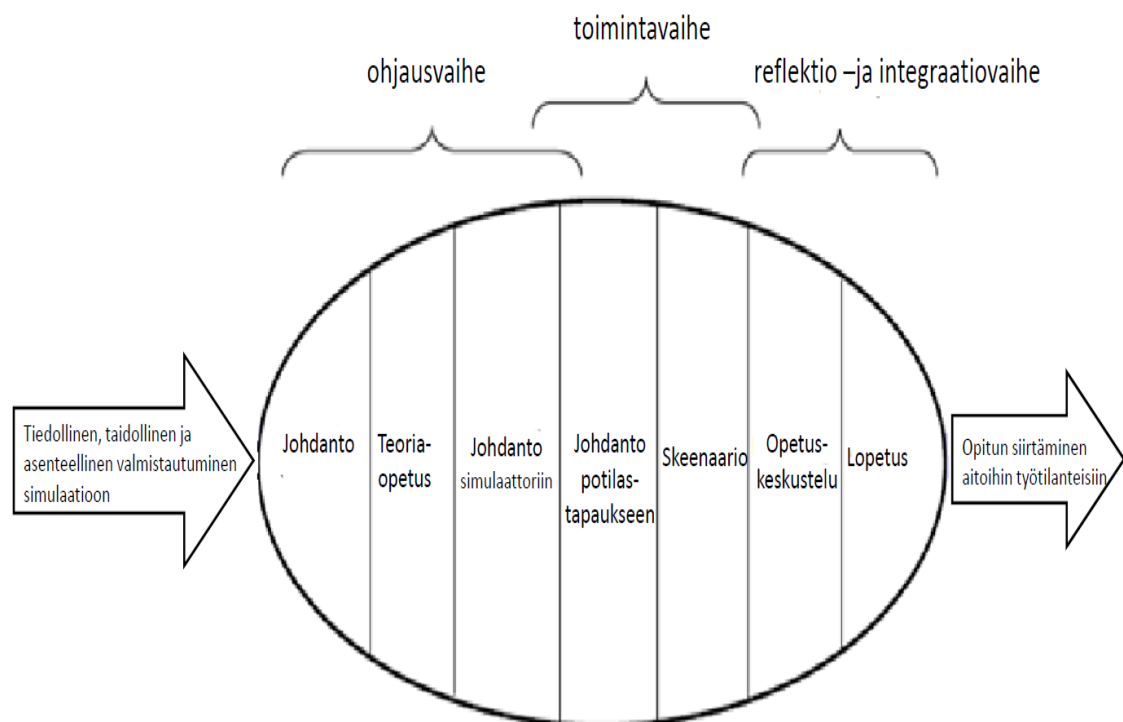 toimintavaihe
ohjausvaihe
reflektio –ja integraatiovaihe
Tiedollinen, taidollinen ja
asenteellinen valmistautuminen
simulaatioon
Johdanto
Teoria-
opetus
Johdanto
simulaattoriin
Johdanto
potilas-
tapaukseen
Skeenaario
Opetus-
keskustelu
Lopetus
Opitun siirtäminen
aitoihin työtilanteisiin